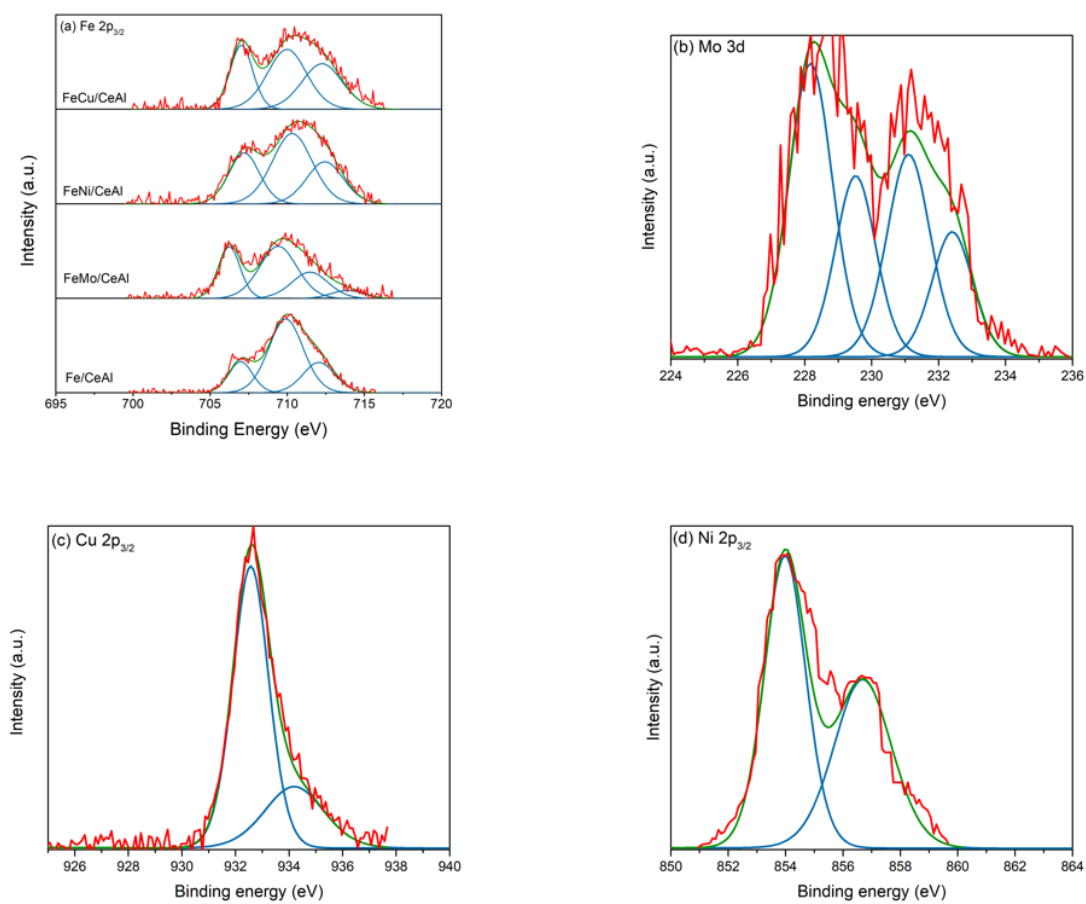 (a) Fe 2p3/2
FeCu/CeAl
FeNi/CeAl
FeMo/CeAl
Fe/CeAl
Intensity (a.u.)
695 700 705 710 715 720
Binding Energy (eV)
(b) Mo 3d
Intensity (a.u.)
224 226 228 230 232 234 236
Binding energy (eV)
(c) Cu 2p3/2
Intensity (a.u.)
926 928 930 932 934 936 938 940
Binding energy (eV)
(d) Ni 2p3/2
Intensity (a.u.)
850 852 854 856 858 860 862 864
Binding energy (eV)